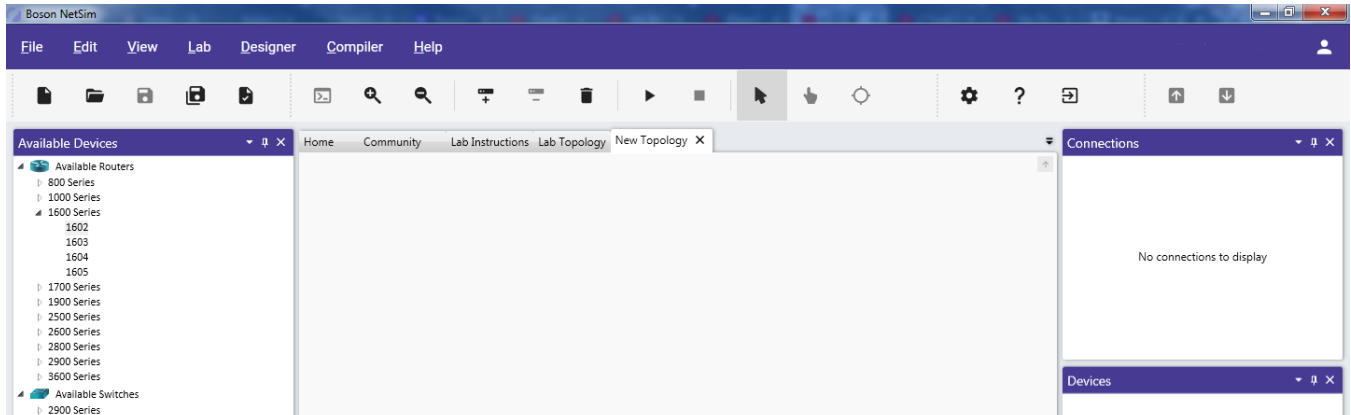 Boson NetSim
File Edit View Lab Designer Compiler Help
Available Devices
Home Community Lab Instructions Lab Topology New Topology
Connections
Available Routers
800 Series
1000 Series
1600 Series
1602
1603
1604
1605
1700 Series
1900 Series
2500 Series
2600 Series
2800 Series
2900 Series
3600 Series
Available Switches
2900 Series
No connections to display
Devices